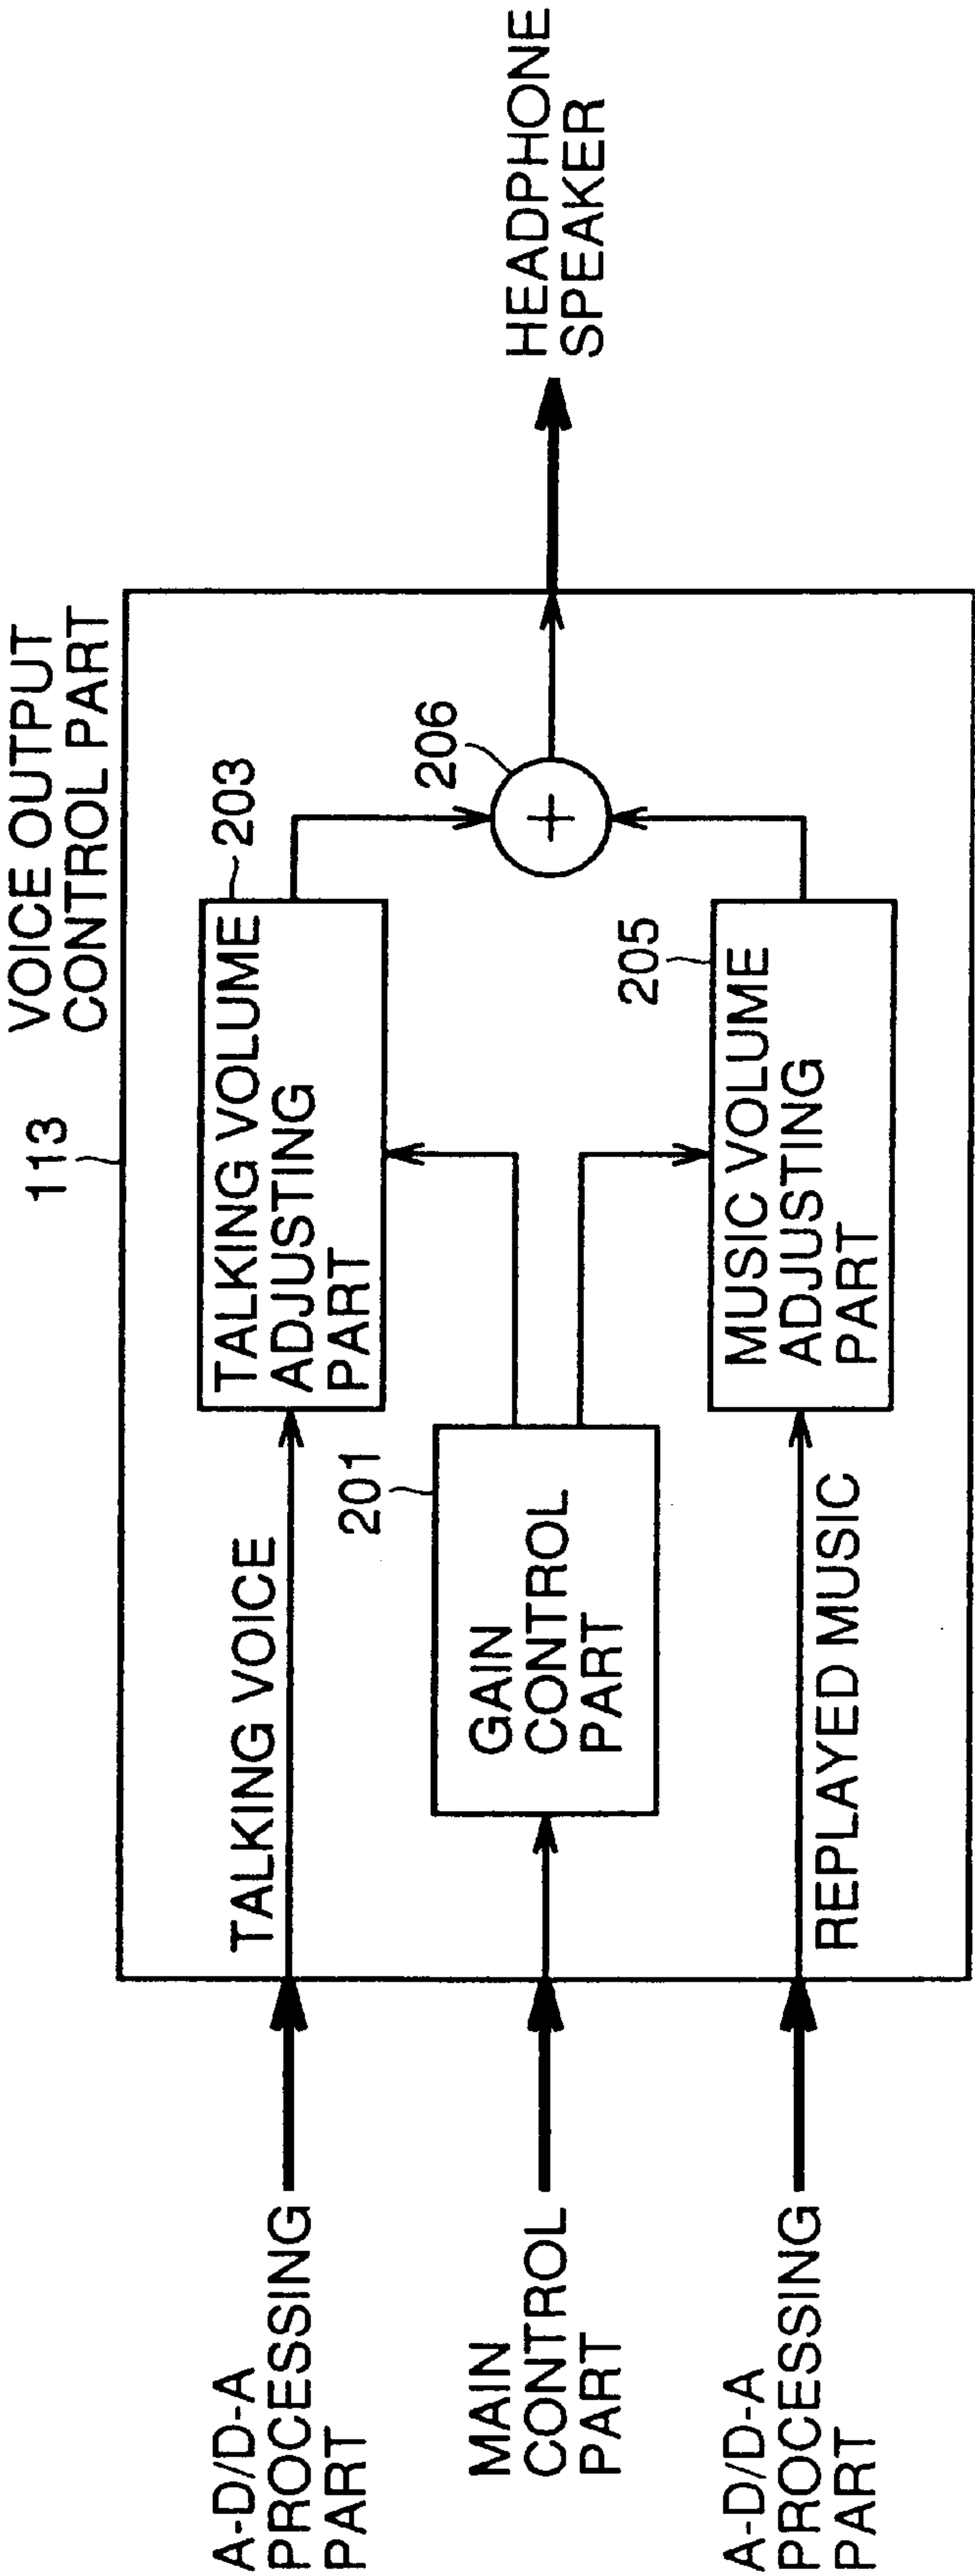 113
VOICE OUTPUT
CONTROL PART
A-D/D-A
PROCESSING
PART
TALKING VOICE
TALKING VOLUME
ADJUSTING
PART
203
MAIN
CONTROL
PART
201
GAIN
CONTROL
PART
206
+
HEADPHONE
SPEAKER
A-D/D-A
PROCESSING
PART
REPLAYED MUSIC
205
MUSIC VOLUME
ADJUSTING
PART